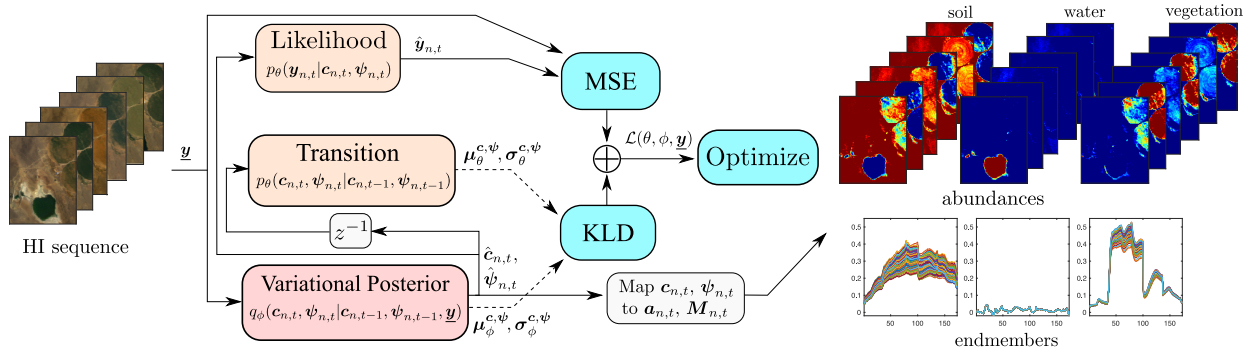 HI sequence
y
Likelihood
p_θ(y_{n,t}|c_{n,t}, ψ_{n,t})
ŷ_{n,t}
Transition
p_θ(c_{n,t}, ψ_{n,t}|c_{n,t−1}, ψ_{n,t−1})
μ_θ^{c,ψ}, σ_θ^{c,ψ}
z^{−1}
ĉ_{n,t},
ψ̂_{n,t}
Variational Posterior
q_ϕ(c_{n,t}, ψ_{n,t}|c_{n,t−1}, ψ_{n,t−1}, y)
μ_ϕ^{c,ψ}, σ_ϕ^{c,ψ}
MSE
KLD
ℒ(θ, ϕ, y)
Optimize
Map c_{n,t}, ψ_{n,t}
to a_{n,t}, M_{n,t}
soil
water
vegetation
abundances
0.5
0.4
0.3
0.2
0.1
0
50 100 150
0.5
0.4
0.3
0.2
0.1
0
50 100 150
0.5
0.4
0.3
0.2
0.1
0
50 100 150
endmembers